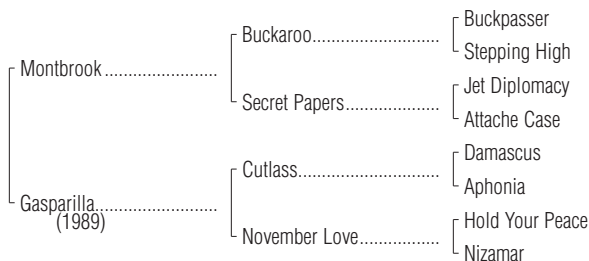 Buckpasser
Buckaroo............................
Stepping High
Montbrook.........................
Jet Diplomacy
Secret Papers.....................
Attache Case
Damascus
Cutlass...............................
Aphonia
Gasparilla...........................
(1989)
Hold Your Peace
November Love..................
Nizamar